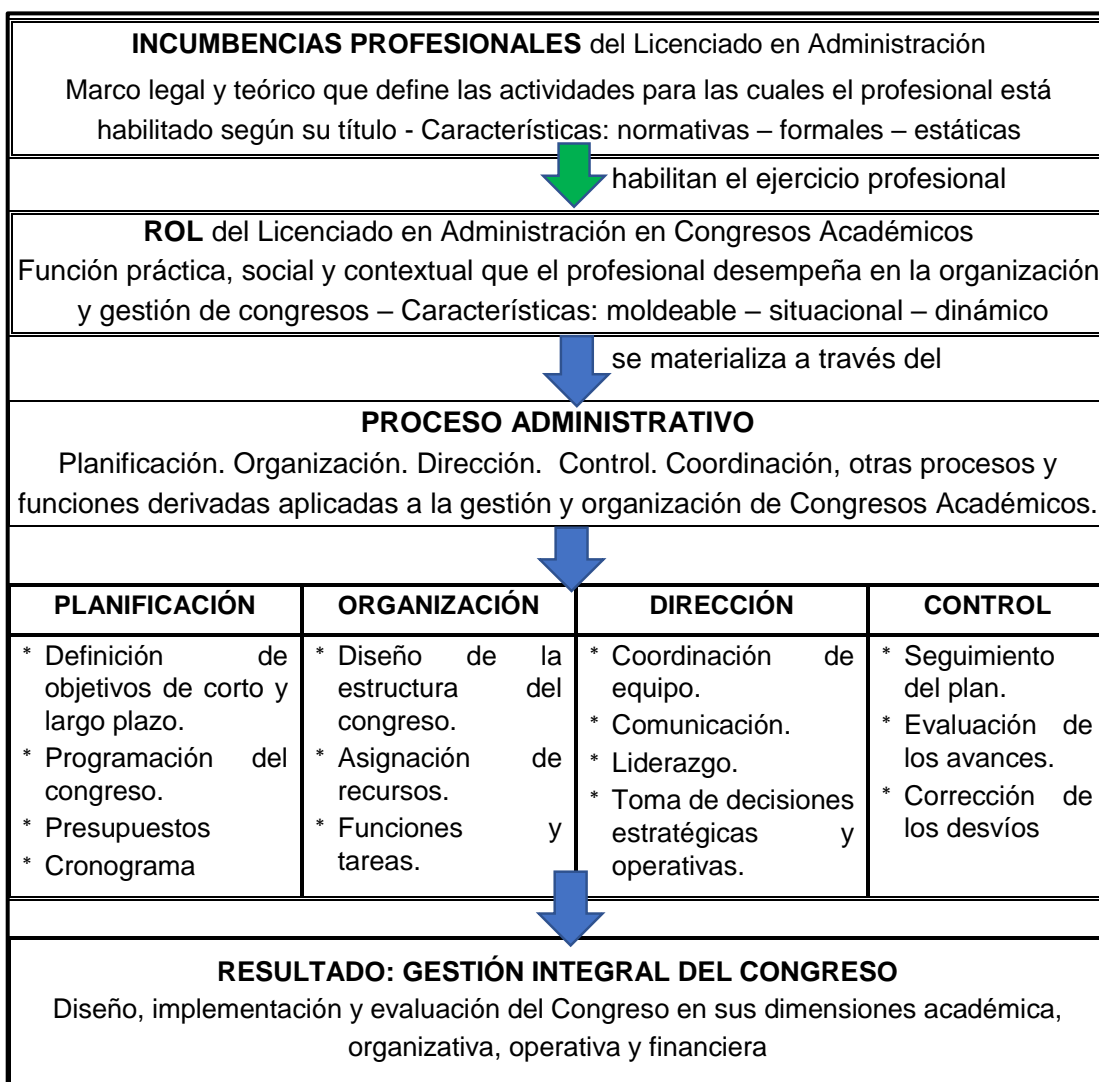 INCUMBENCIAS PROFESIONALES del Licenciado en Administración
Marco legal y teórico que define las actividades para las cuales el profesional está
habilitado según su título - Características: normativas – formales – estáticas
habilitan el ejercicio profesional
ROL del Licenciado en Administración en Congresos Académicos
Función práctica, social y contextual que el profesional desempeña en la organización
y gestión de congresos – Características: moldeable – situacional – dinámico
se materializa a través del
PROCESO ADMINISTRATIVO
Planificación. Organización. Dirección. Control. Coordinación, otras procesos y
funciones derivadas aplicadas a la gestión y organización de Congresos Académicos.
PLANIFICACIÓN
* Definición de
objetivos de corto y
largo plazo.
* Programación del
congreso.
* Presupuestos
* Cronograma
ORGANIZACIÓN
* Diseño de la
estructura del
congreso.
* Asignación de
recursos.
* Funciones y
tareas.
DIRECCIÓN
* Coordinación de
equipo.
* Comunicación.
* Liderazgo.
* Toma de decisiones
estratégicas y
operativas.
CONTROL
* Seguimiento
del plan.
* Evaluación de
los avances.
* Corrección de
los desvíos
RESULTADO: GESTIÓN INTEGRAL DEL CONGRESO
Diseño, implementación y evaluación del Congreso en sus dimensiones académica,
organizativa, operativa y financiera